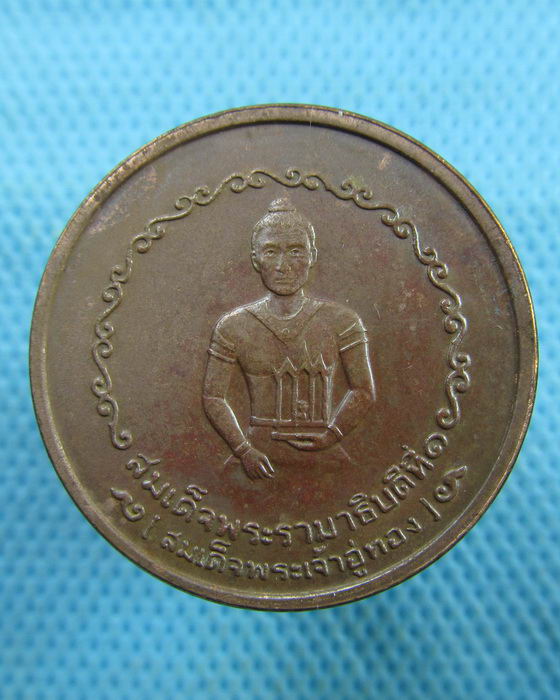 สมเด็จพระรามาธิบดีที่๑
(สมเด็จพระเจ้าอู่ทอง)